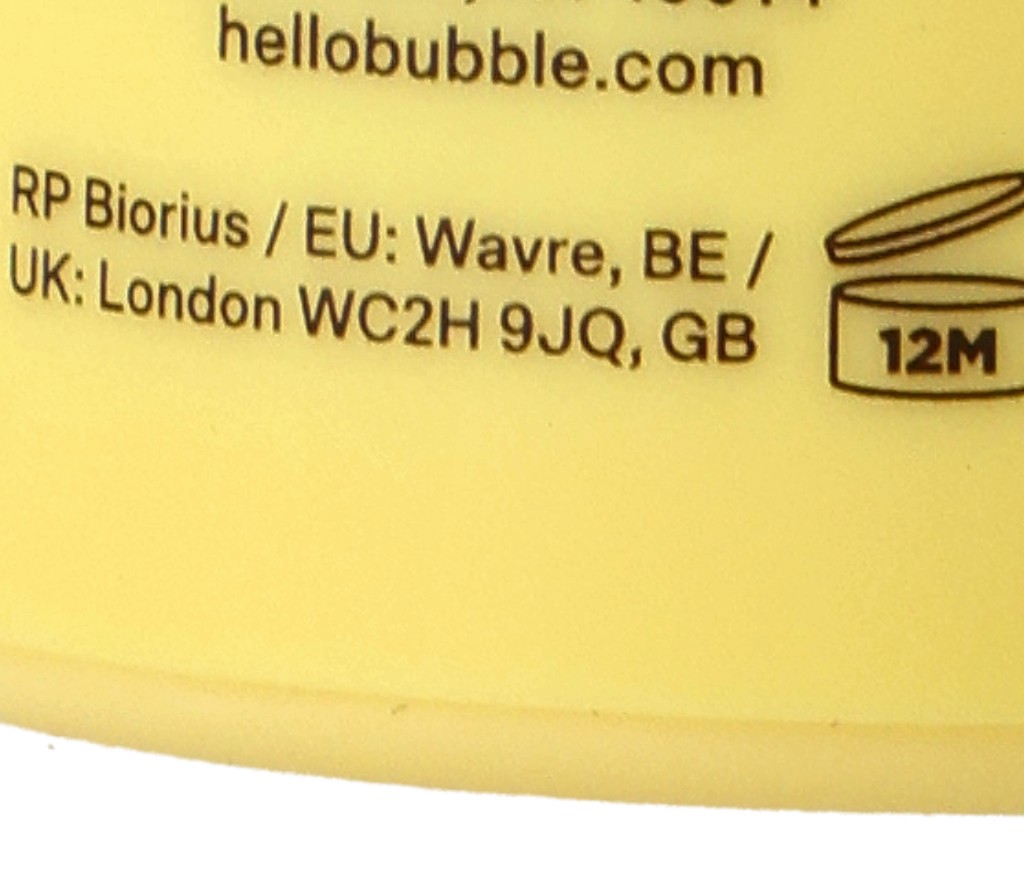 hellobubble.com
RP Biorius / EU: Wavre, BE /
UK: London WC2H 9JQ, GB
12M